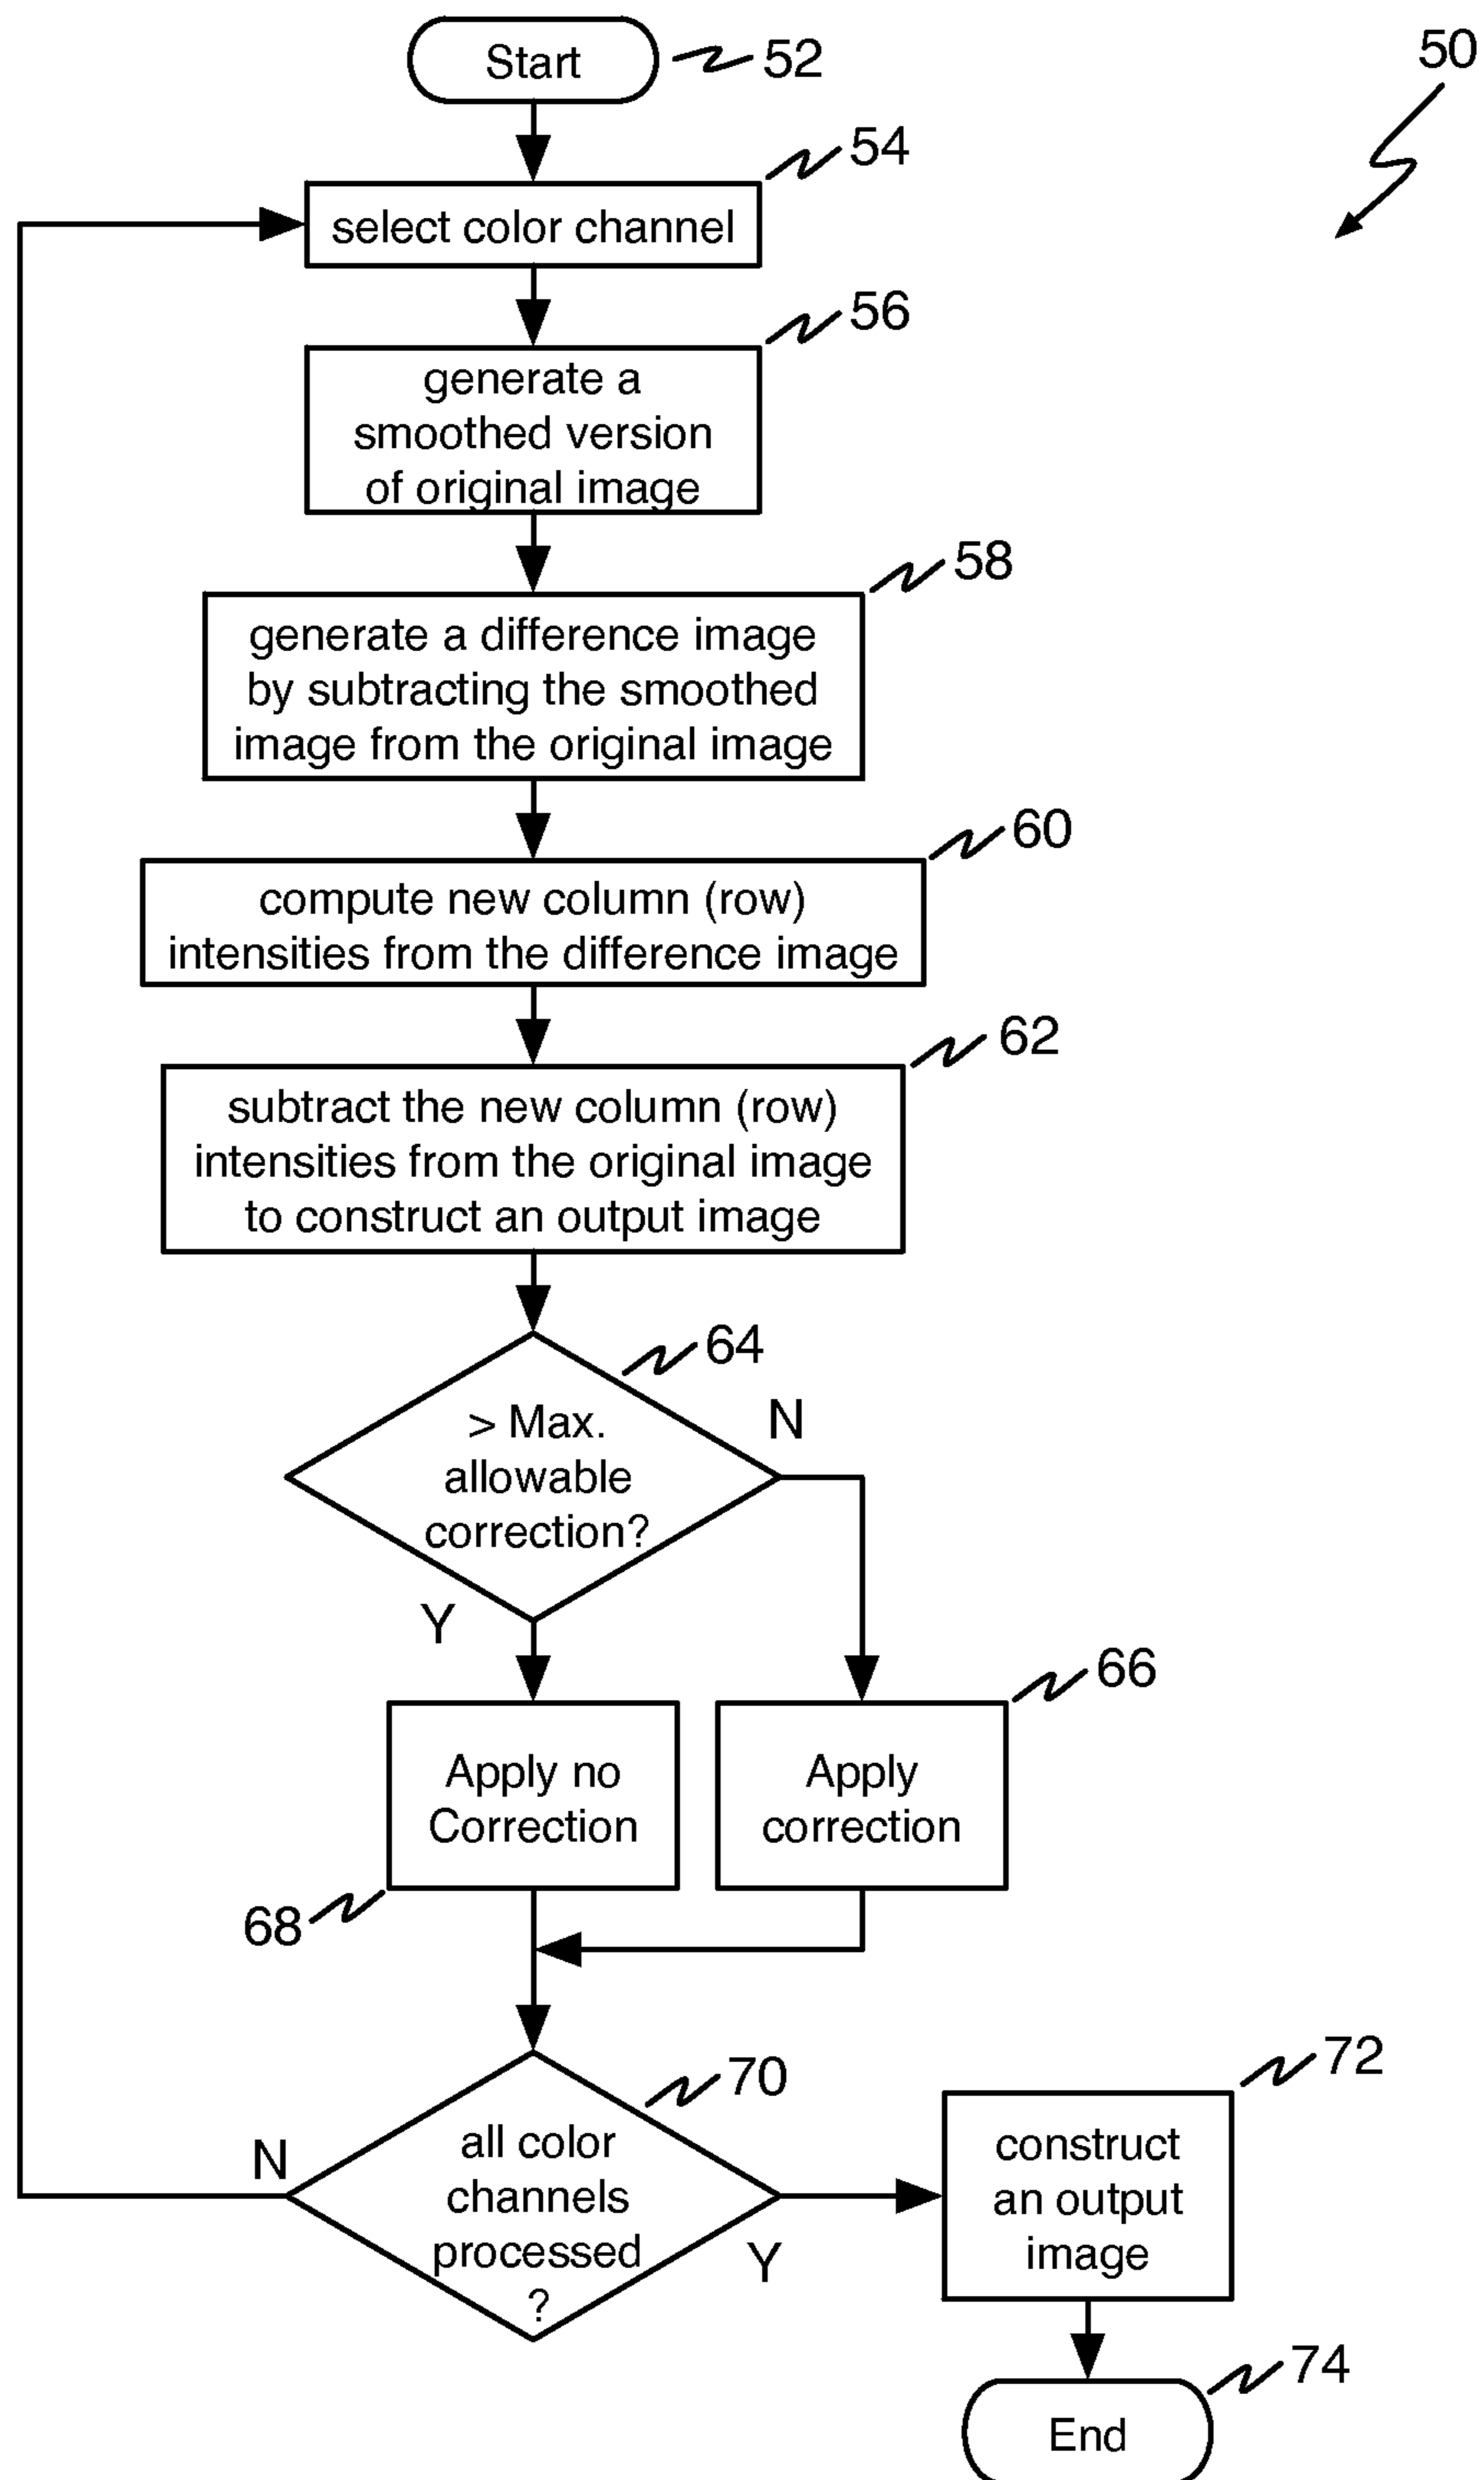 50
Start
52
54
select color channel
56
generate a
smoothed version
of original image
58
generate a difference image
by subtracting the smoothed
image from the original image
60
compute new column (row)
intensities from the difference image
62
subtract the new column (row)
intensities from the original image
to construct an output image
64
> Max.
allowable
correction?
N
Y
66
Apply no
Correction
Apply
correction
68
70
all color
channels
processed
?
N
Y
72
construct
an output
image
74
End